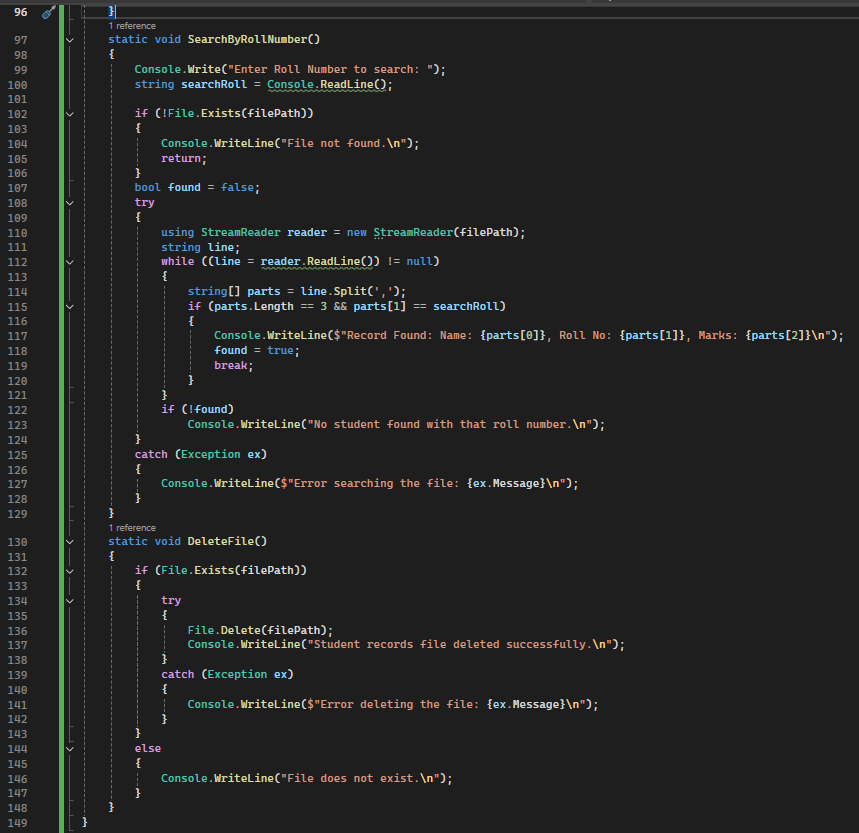 96 }
1 reference
97 static void SearchByRollNumber()
98 {
99 Console.Write("Enter Roll Number to search: ");
100 string searchRoll = Console.ReadLine();
101
102 if (!File.Exists(filePath))
103 {
104 Console.WriteLine("File not found.\n");
105 return;
106 }
107 bool found = false;
108 try
109 {
110 using StreamReader reader = new StreamReader(filePath);
111 string line;
112 while ((line = reader.ReadLine()) != null)
113 {
114 string[] parts = line.Split(',');
115 if (parts.Length == 3 && parts[1] == searchRoll)
116 {
117 Console.WriteLine($"Record Found: Name: {parts[0]}, Roll No: {parts[1]}, Marks: {parts[2]}\n");
118 found = true;
119 break;
120 }
121 }
122 if (!found)
123 Console.WriteLine("No student found with that roll number.\n");
124 }
125 catch (Exception ex)
126 {
127 Console.WriteLine($"Error searching the file: {ex.Message}\n");
128 }
129 }
1 reference
130 static void DeleteFile()
131 {
132 if (File.Exists(filePath))
133 {
134 try
135 {
136 File.Delete(filePath);
137 Console.WriteLine("Student records file deleted successfully.\n");
138 }
139 catch (Exception ex)
140 {
141 Console.WriteLine($"Error deleting the file: {ex.Message}\n");
142 }
143 }
144 else
145 {
146 Console.WriteLine("File does not exist.\n");
147 }
148 }
149 }